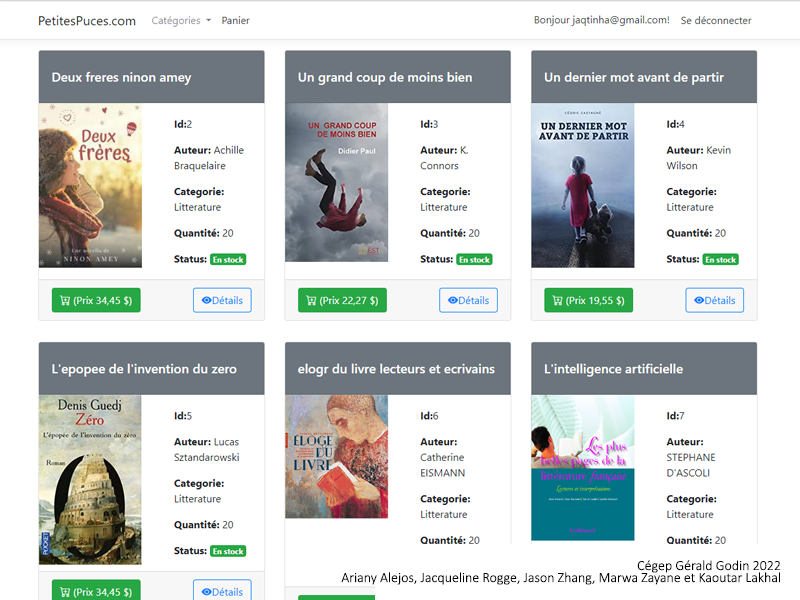 PetitesPuces.com Catégories Panier Bonjour jaqtinha@gmail.com! Se déconnecter
Deux freres ninon amey
Deux
frères
Une novella de
NINON AMEY
Id:2
Auteur: Achille
Braquelaire
Categorie:
Litterature
Quantité: 20
Status: En stock
(Prix 34,45 $) Détails
Un grand coup de moins bien
UN GRAND COUP
DE MOINS BIEN
Didier Paul
Id:3
Auteur: K.
Connors
Categorie:
Litterature
Quantité: 20
Status: En stock
(Prix 22,27 $) Détails
Un dernier mot avant de partir
UN DERNIER MOT
AVANT DE PARTIR
Id:4
Auteur: Kevin
Wilson
Categorie:
Litterature
Quantité: 20
Status: En stock
(Prix 19,55 $) Détails
L'epopee de l'invention du zero
Denis Guedj
Zéro
L'épopée de l'invention du zéro
Roman
POCKET
Id:5
Auteur: Lucas
Sztandarowski
Categorie:
Litterature
Quantité: 20
Status: En stock
(Prix 34,45 $) Détails
elogr du livre lecteurs et ecrivains
ÉLOGE
DU
LIVRE
Id:6
Auteur:
Catherine
EISMANN
Categorie:
Litterature
Quantité: 20
L'intelligence artificielle
Les plus
belles pages de la
littérature française
Id:7
Auteur:
STEPHANE
D'ASCOLI
Categorie:
Litterature
Quantité: 20
Cégep Gérald Godin 2022
Ariany Alejos, Jacqueline Rogge, Jason Zhang, Marwa Zayane et Kaoutar Lakhal